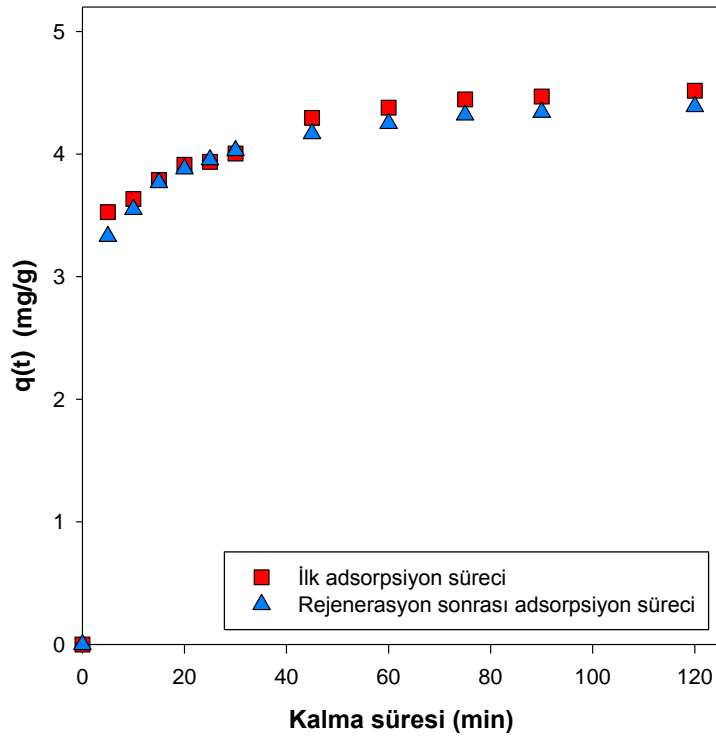 5
4
3
2
1
0
q(t) (mg/g)
İlk adsorpsiyon süreci
Rejenerasyon sonrası adsorpsiyon süreci
0 20 40 60 80 100 120
Kalma süresi (min)